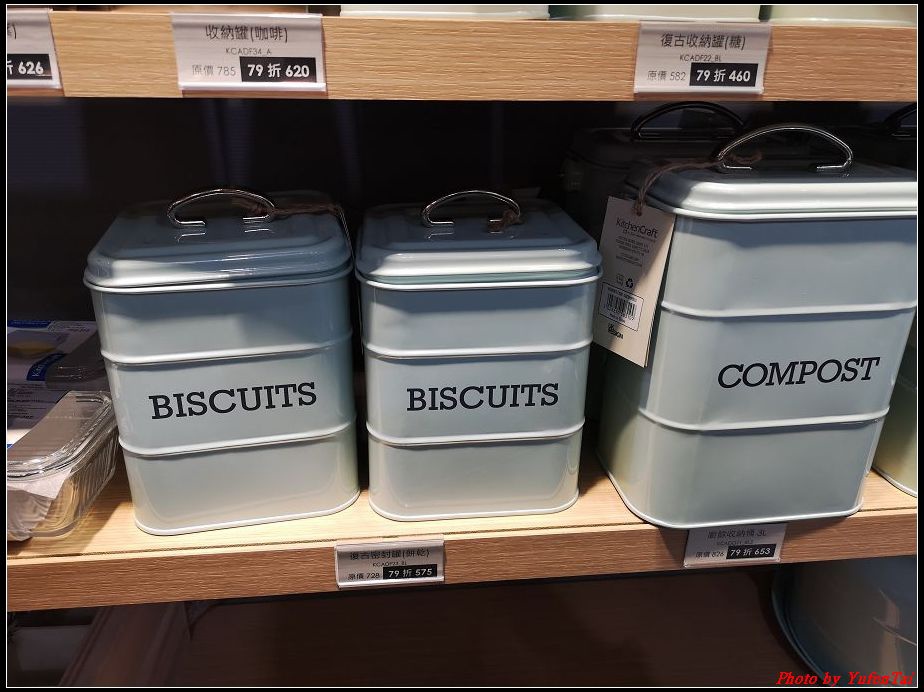 折 626
收納罐(咖啡)
KCADF34_A
原價 785 79 折 620
復古收納罐(糖)
KCADF22_BL
原價 582 79 折 460
KitchenCraft
BISCUITS
BISCUITS
COMPOST
復古密封罐(餅乾)
KCADF23_BL
原價 728 79 折 575
廚餘收納桶-3L
原價 826 79 折 653
Photo by YufunTai